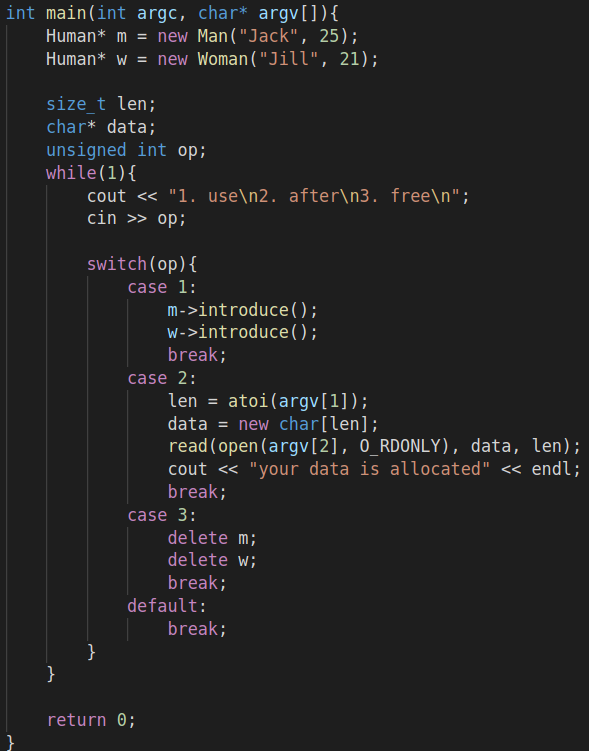 int main(int argc, char* argv[]){
    Human* m = new Man("Jack", 25);
    Human* w = new Woman("Jill", 21);

    size_t len;
    char* data;
    unsigned int op;
    while(1){
        cout << "1. use\n2. after\n3. free\n";
        cin >> op;

        switch(op){
            case 1:
                m->introduce();
                w->introduce();
                break;
            case 2:
                len = atoi(argv[1]);
                data = new char[len];
                read(open(argv[2], O_RDONLY), data, len);
                cout << "your data is allocated" << endl;
                break;
            case 3:
                delete m;
                delete w;
                break;
            default:
                break;
        }
    }

    return 0;
}